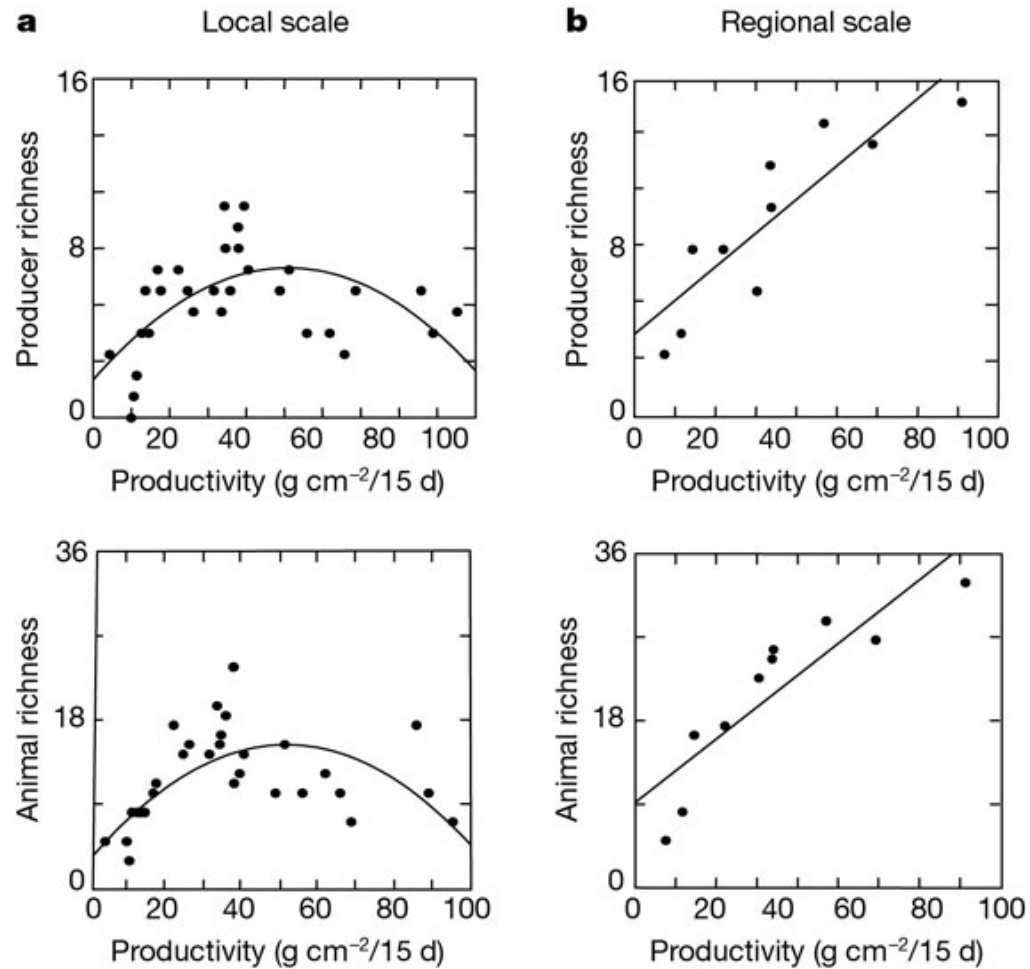 a Local scale
b Regional scale
16
8
0
Producer richness
0 20 40 60 80 100
Productivity (g cm⁻²/15 d)
16
8
0
Producer richness
0 20 40 60 80 100
Productivity (g cm⁻²/15 d)
36
18
0
Animal richness
0 20 40 60 80 100
Productivity (g cm⁻²/15 d)
36
18
0
Animal richness
0 20 40 60 80 100
Productivity (g cm⁻²/15 d)